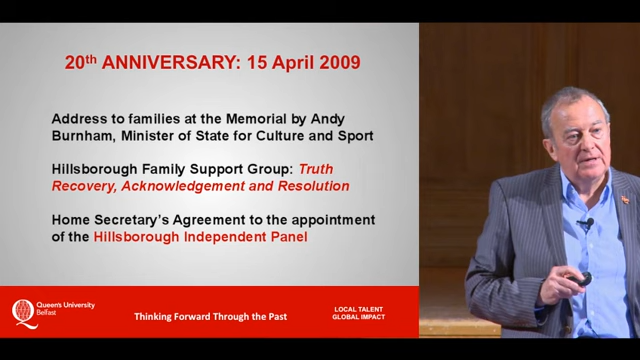 20th ANNIVERSARY: 15 April 2009
Address to families at the Memorial by Andy
Burnham, Minister of State for Culture and Sport
Hillsborough Family Support Group: Truth
Recovery, Acknowledgement and Resolution
Home Secretary's Agreement to the appointment
of the Hillsborough Independent Panel
Queen's University
Belfast
Thinking Forward Through the Past
LOCAL TALENT
GLOBAL IMPACT